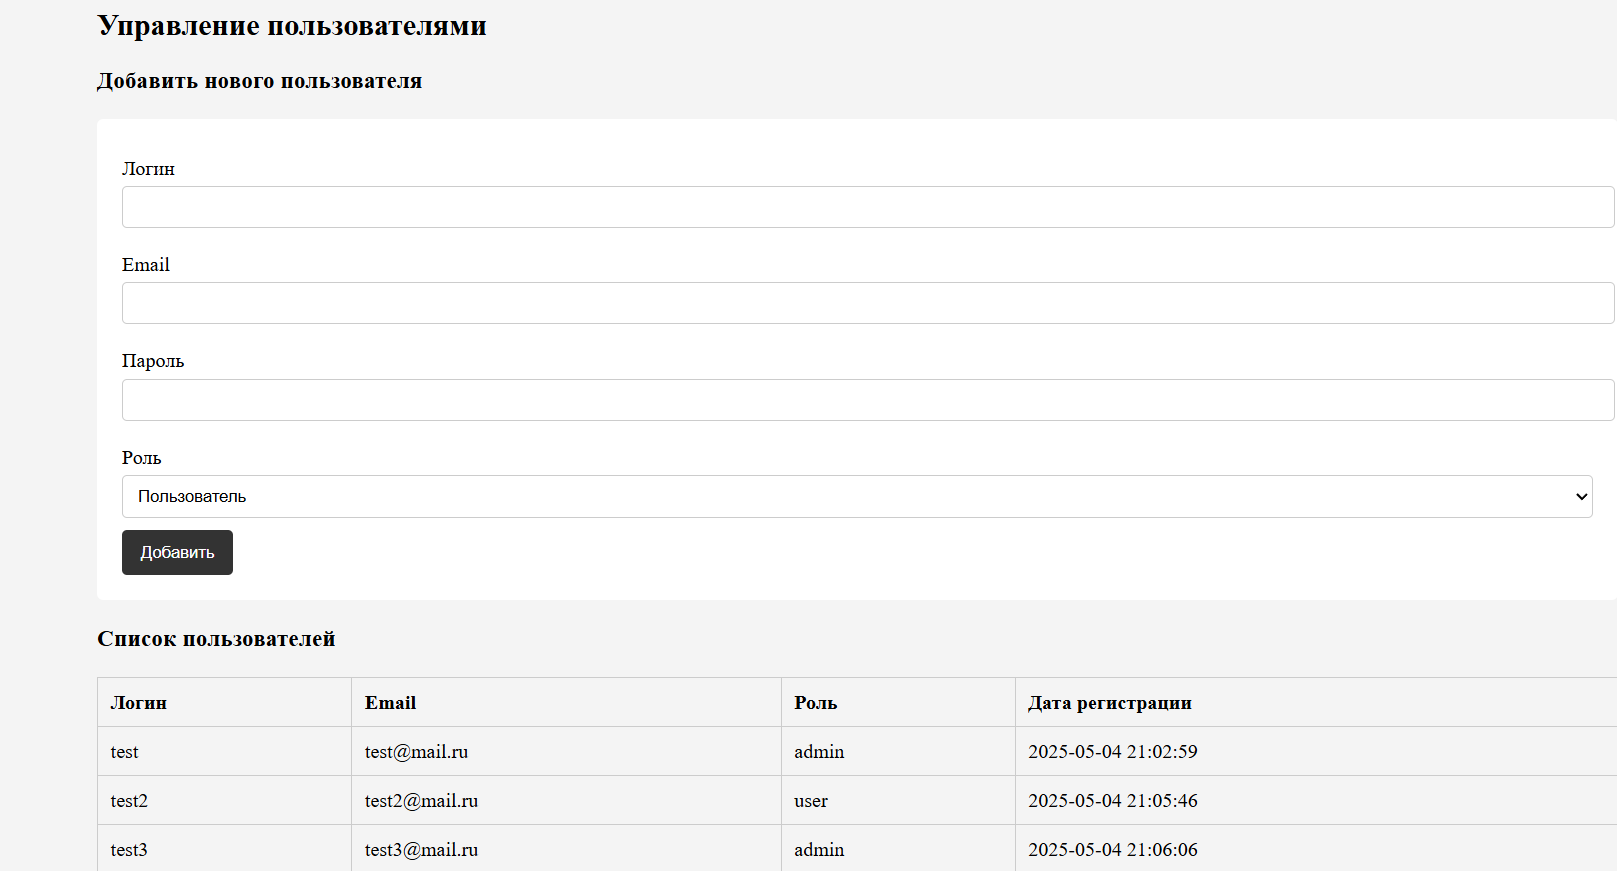 Управление пользователями
Добавить нового пользователя
Логин
Email
Пароль
Роль
Пользователь
Добавить
Список пользователей
Логин Email Роль Дата регистрации
test test@mail.ru admin 2025-05-04 21:02:59
test2 test2@mail.ru user 2025-05-04 21:05:46
test3 test3@mail.ru admin 2025-05-04 21:06:06